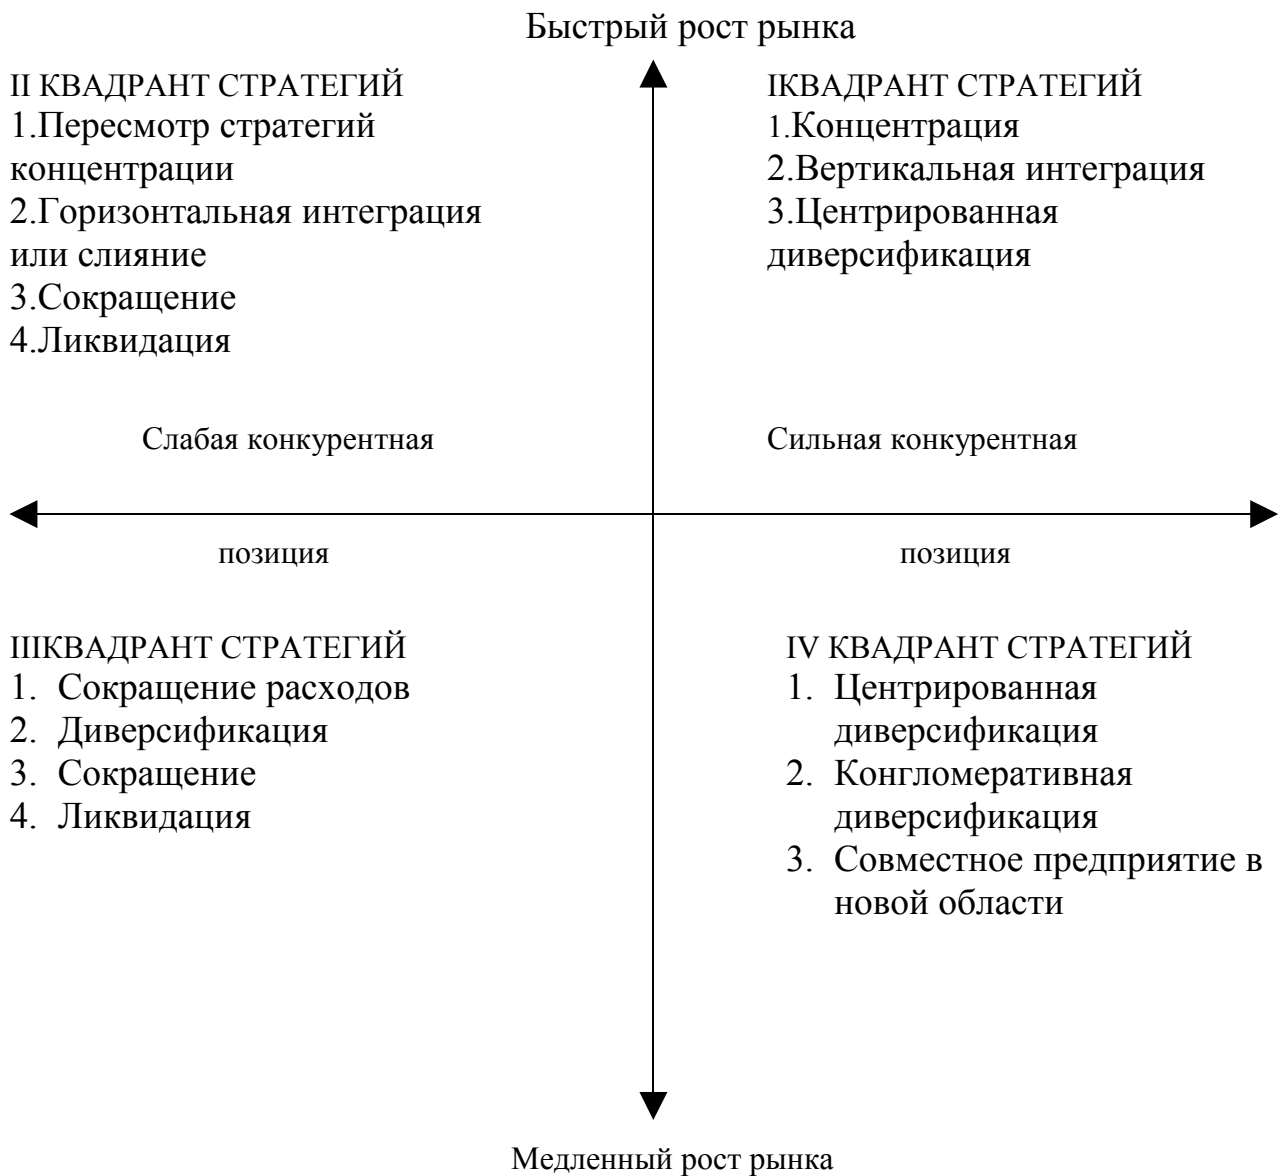 Быстрый рост рынка
II КВАДРАНТ СТРАТЕГИЙ
1.Пересмотр стратегий
концентрации
2.Горизонтальная интеграция
или слияние
3.Сокращение
4.Ликвидация
IКВАДРАНТ СТРАТЕГИЙ
1.Концентрация
2.Вертикальная интеграция
3.Центрированная
диверсификация
Слабая конкурентная
позиция
Сильная конкурентная
позиция
IIIКВАДРАНТ СТРАТЕГИЙ
1. Сокращение расходов
2. Диверсификация
3. Сокращение
4. Ликвидация
IV КВАДРАНТ СТРАТЕГИЙ
1. Центрированная
диверсификация
2. Конгломеративная
диверсификация
3. Совместное предприятие в
новой области
Медленный рост рынка